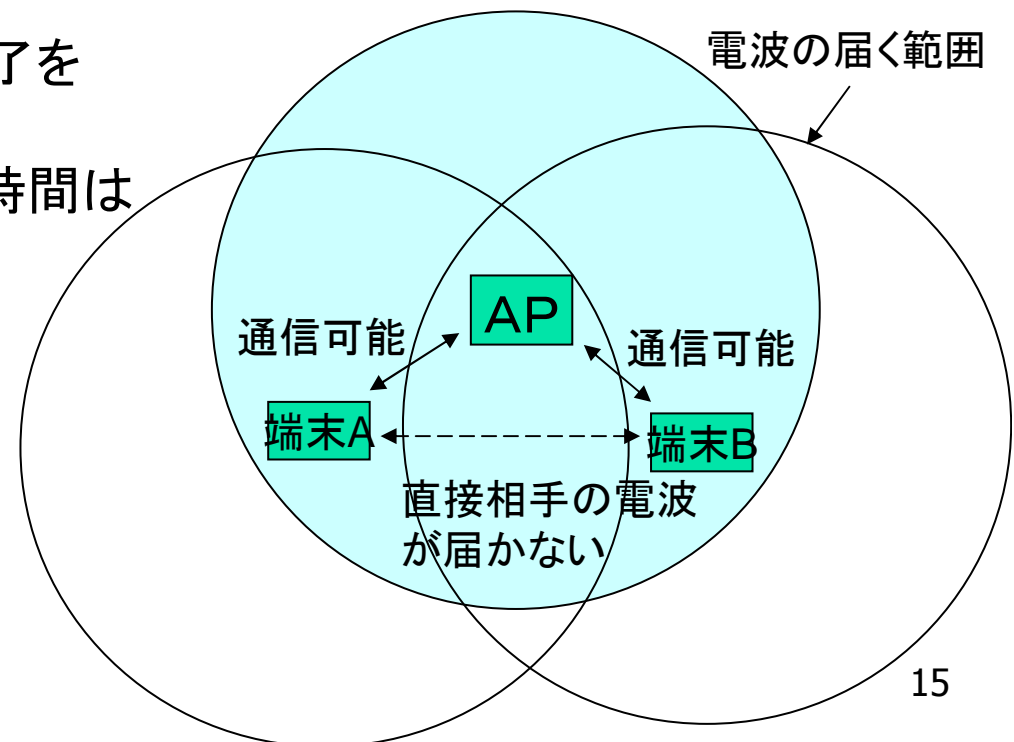 了を
時間は
電波の届く範囲
AP
通信可能
通信可能
端末A
端末B
直接相手の電波
が届かない
15